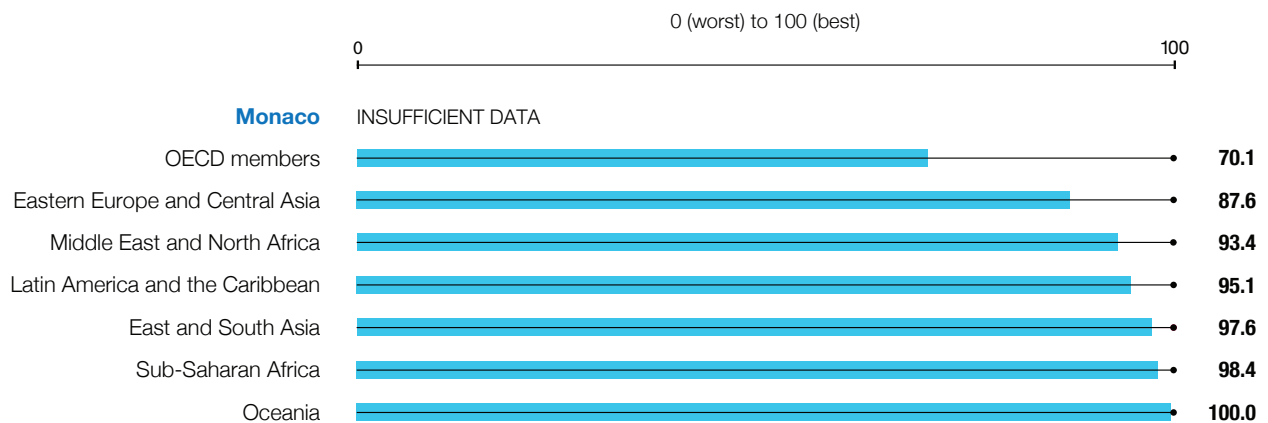 0 (worst) to 100 (best)
0 100
Monaco INSUFFICIENT DATA
OECD members 70.1
Eastern Europe and Central Asia 87.6
Middle East and North Africa 93.4
Latin America and the Caribbean 95.1
East and South Asia 97.6
Sub-Saharan Africa 98.4
Oceania 100.0